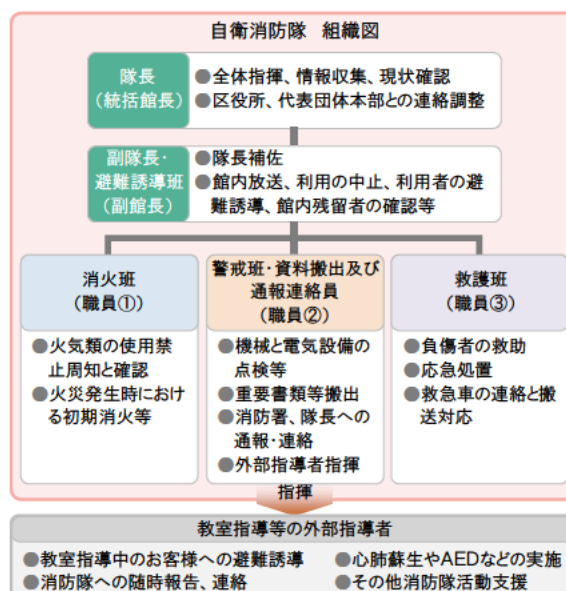 自衛消防隊 組織図
隊長
(統括館長)
●全体指揮、情報収集、現状確認
●区役所、代表団体本部との連絡調整
副隊長・
避難誘導班
(副館長)
●隊長補佐
●館内放送、利用の中止、利用者の避
難誘導、館内残留者の確認等
消火班
(職員①)
●火気類の使用禁
止周知と確認
●火災発生時におけ
る初期消火等
警戒班・資料搬出及び
通報連絡員
(職員②)
●機械と電気設備の
点検等
●重要書類等搬出
●消防署、隊長への
通報・連絡
●外部指導者指揮
救護班
(職員③)
●負傷者の救助
●応急処置
●救急車の連絡と搬
送対応
指揮
教室指導等の外部指導者
●教室指導中のお客様への避難誘導
●消防隊への随時報告、連絡
●心肺蘇生やAEDなどの実施
●その他消防隊活動支援